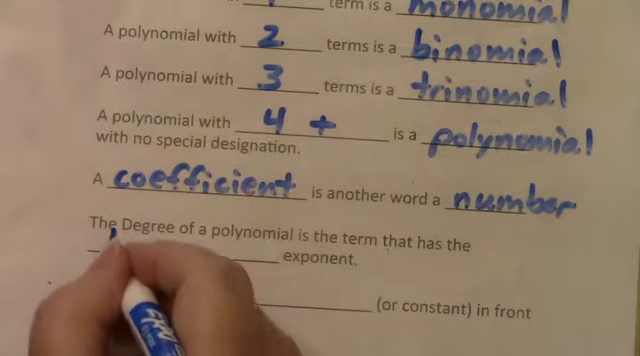 term is a monomial
A polynomial with 2 terms is a binomial
A polynomial with 3 terms is a trinomial
A polynomial with 4 + is a polynomial
with no special designation.
A coefficient is another word a number
The Degree of a polynomial is the term that has the
exponent.
(or constant) in front
EXPO